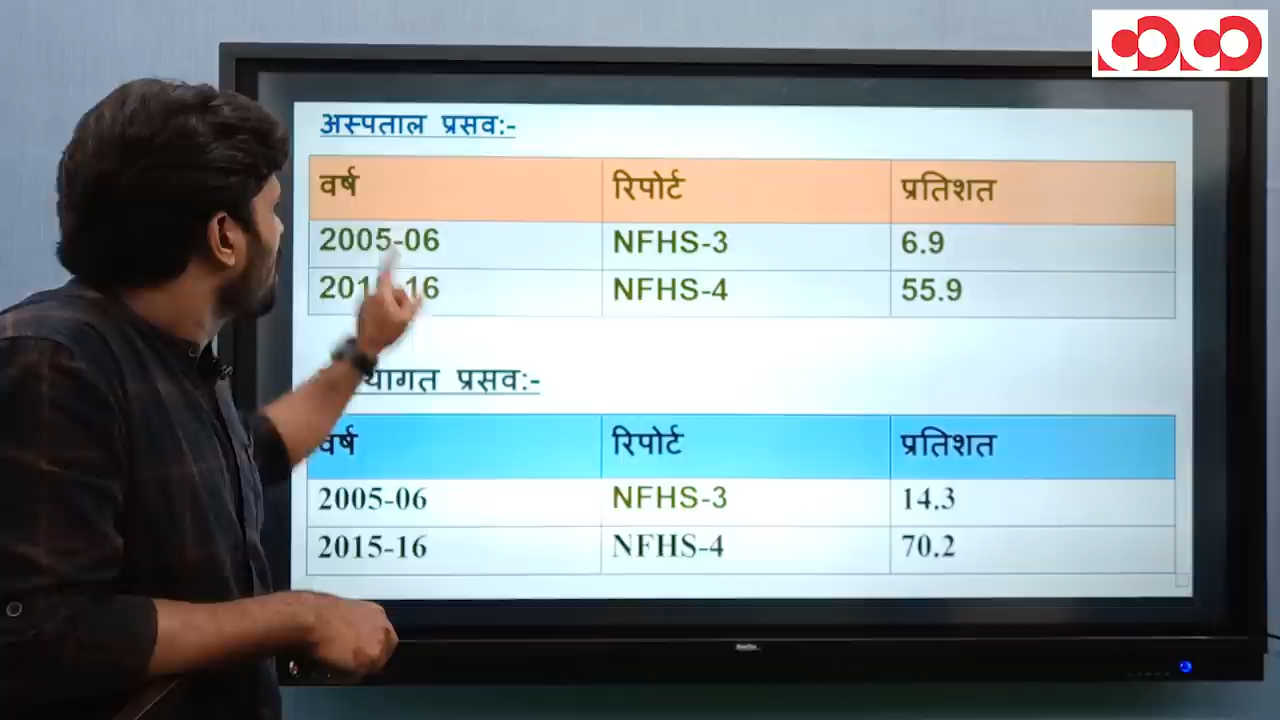 अस्पताल प्रसव:-
वर्ष रिपोर्ट प्रतिशत
2005-06 NFHS-3 6.9
NFHS-4 55.9
प्रसव:-
वर्ष रिपोर्ट प्रतिशत
2005-06 NFHS-3 14.3
2015-16 NFHS-4 70.2